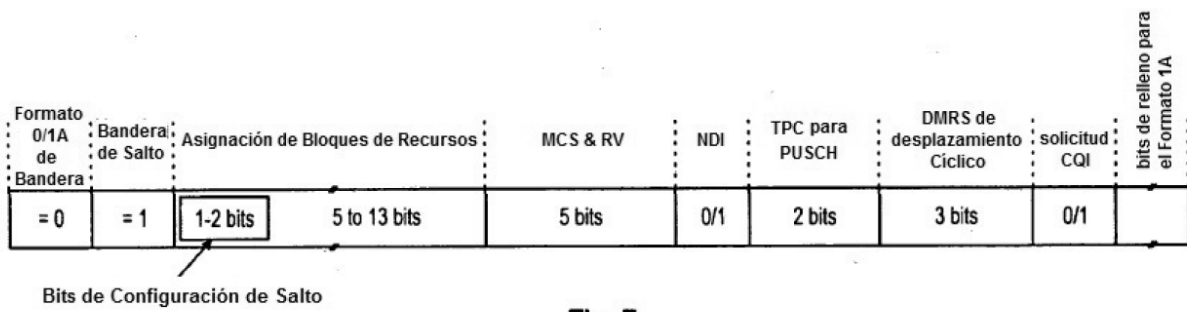 Formato
0/1A
de
Bandera
Bandera
de Salto
Asignación de Bloques de Recursos
MCS & RV
NDI
TPC para
PUSCH
DMRS de
desplazamiento
Cíclico
solicitud
CQI
bits de relleno para
el Formato 1A
= 0
= 1
1-2 bits
5 to 13 bits
5 bits
0/1
2 bits
3 bits
0/1
Bits de Configuración de Salto